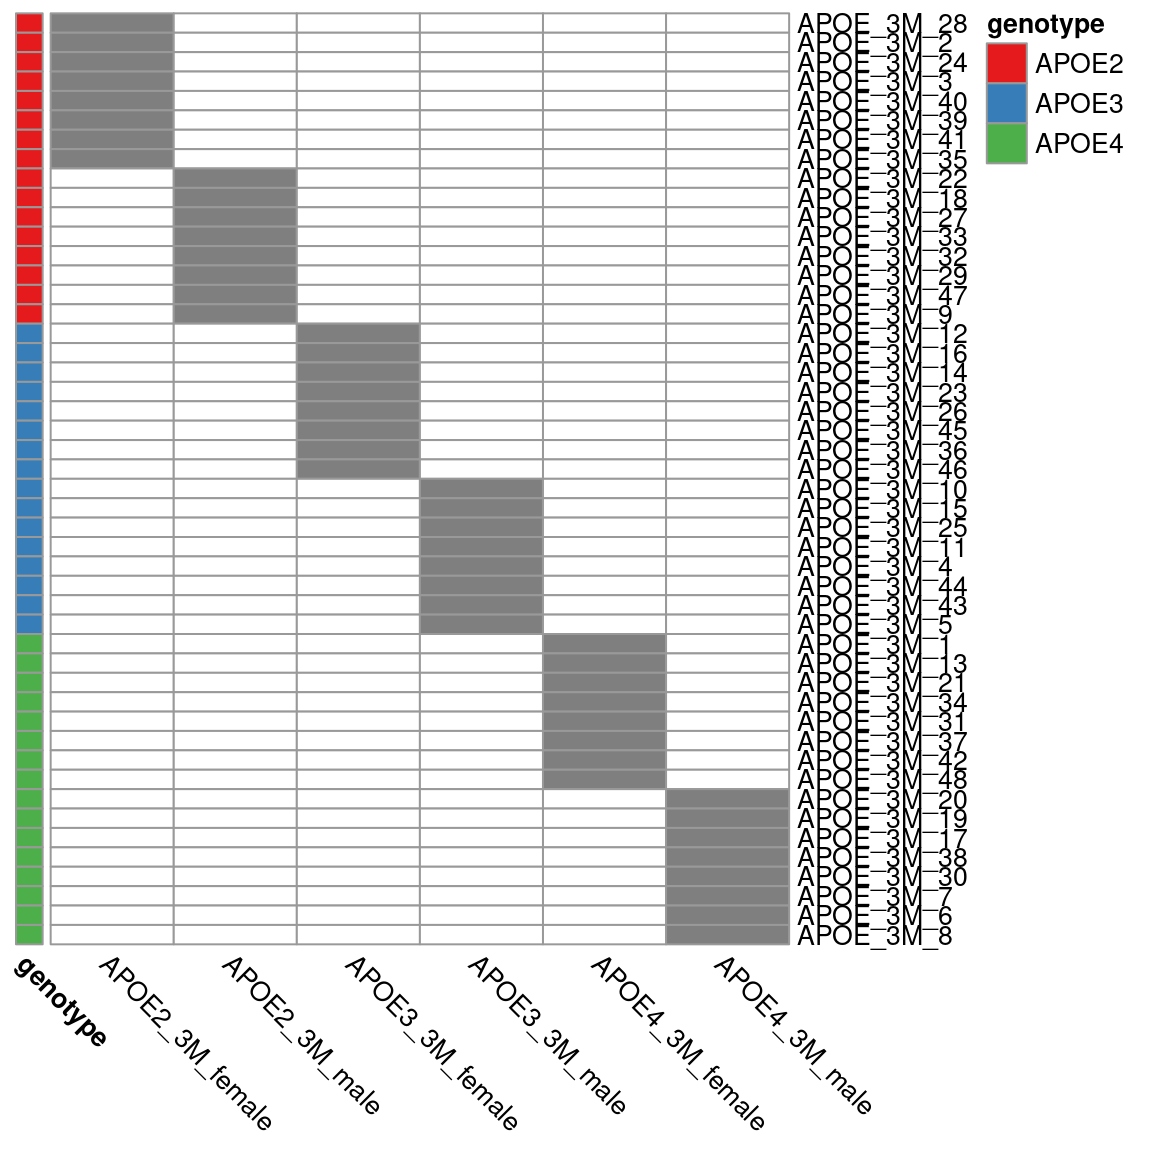 genotype
APOE2
APOE3
APOE4
APOE_3M_28
APOE_3M_2
APOE_3M_24
APOE_3M_3
APOE_3M_40
APOE_3M_39
APOE_3M_41
APOE_3M_35
APOE_3M_22
APOE_3M_18
APOE_3M_27
APOE_3M_33
APOE_3M_32
APOE_3M_29
APOE_3M_47
APOE_3M_9
APOE_3M_12
APOE_3M_16
APOE_3M_14
APOE_3M_23
APOE_3M_26
APOE_3M_45
APOE_3M_36
APOE_3M_46
APOE_3M_10
APOE_3M_15
APOE_3M_25
APOE_3M_11
APOE_3M_4
APOE_3M_44
APOE_3M_43
APOE_3M_5
APOE_3M_1
APOE_3M_13
APOE_3M_21
APOE_3M_34
APOE_3M_31
APOE_3M_37
APOE_3M_42
APOE_3M_48
APOE_3M_20
APOE_3M_19
APOE_3M_17
APOE_3M_38
APOE_3M_30
APOE_3M_7
APOE_3M_6
APOE_3M_8
genotype
APOE2_3M_female
APOE2_3M_male
APOE3_3M_female
APOE3_3M_male
APOE4_3M_female
APOE4_3M_male